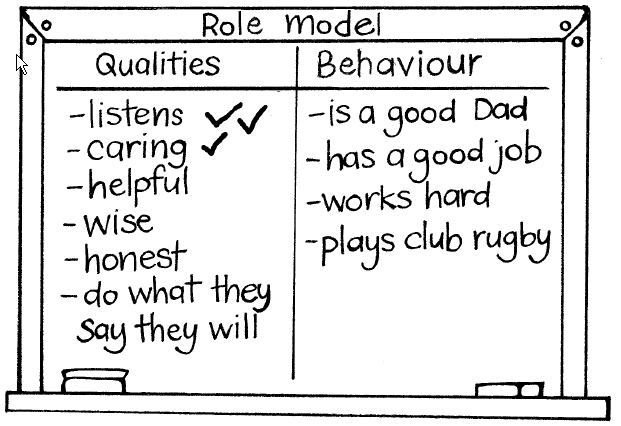 Role model
Qualities
-listens ✓✓
-caring ✓
-helpful
-wise
-honest
-do what they
say they will
Behaviour
-is a good Dad
-has a good job
-works hard
-plays club rugby